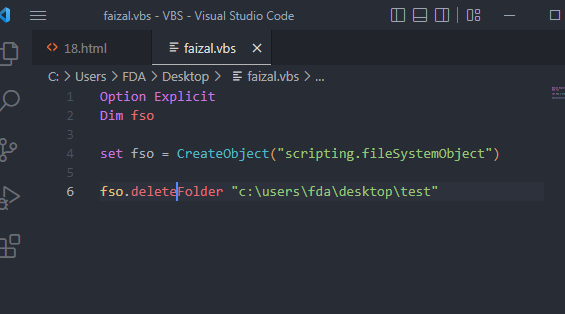 faizal.vbs - VBS - Visual Studio Code
<> 18.html
faizal.vbs
C: > Users > FDA > Desktop > faizal.vbs > ...
1 Option Explicit
2 Dim fso
3
4 set fso = CreateObject("scripting.fileSystemObject")
5
6 fso.deleteFolder "c:\users\fda\desktop\test"